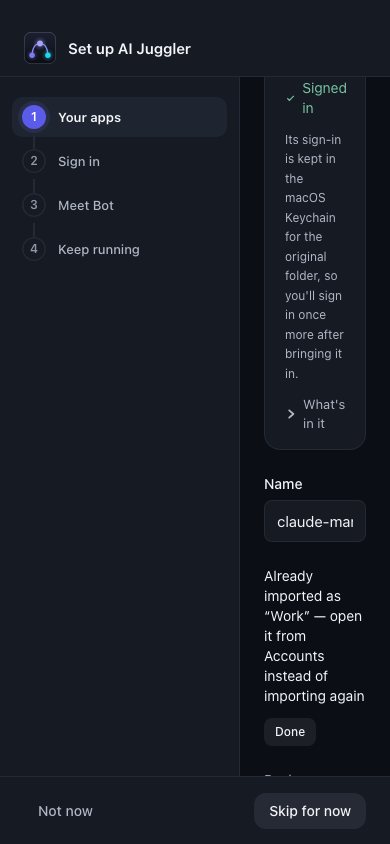 Set up AI Juggler
1 Your apps
2 Sign in
3 Meet Bot
4 Keep running
Signed
in
Its sign-in
is kept in
the
macOS
Keychain
for the
original
folder, so
you'll sign
in once
more after
bringing it
in.
What's
in it
Name
Already
imported as
“Work” — open
it from
Accounts
instead of
importing again
Done
Not now
Skip for now